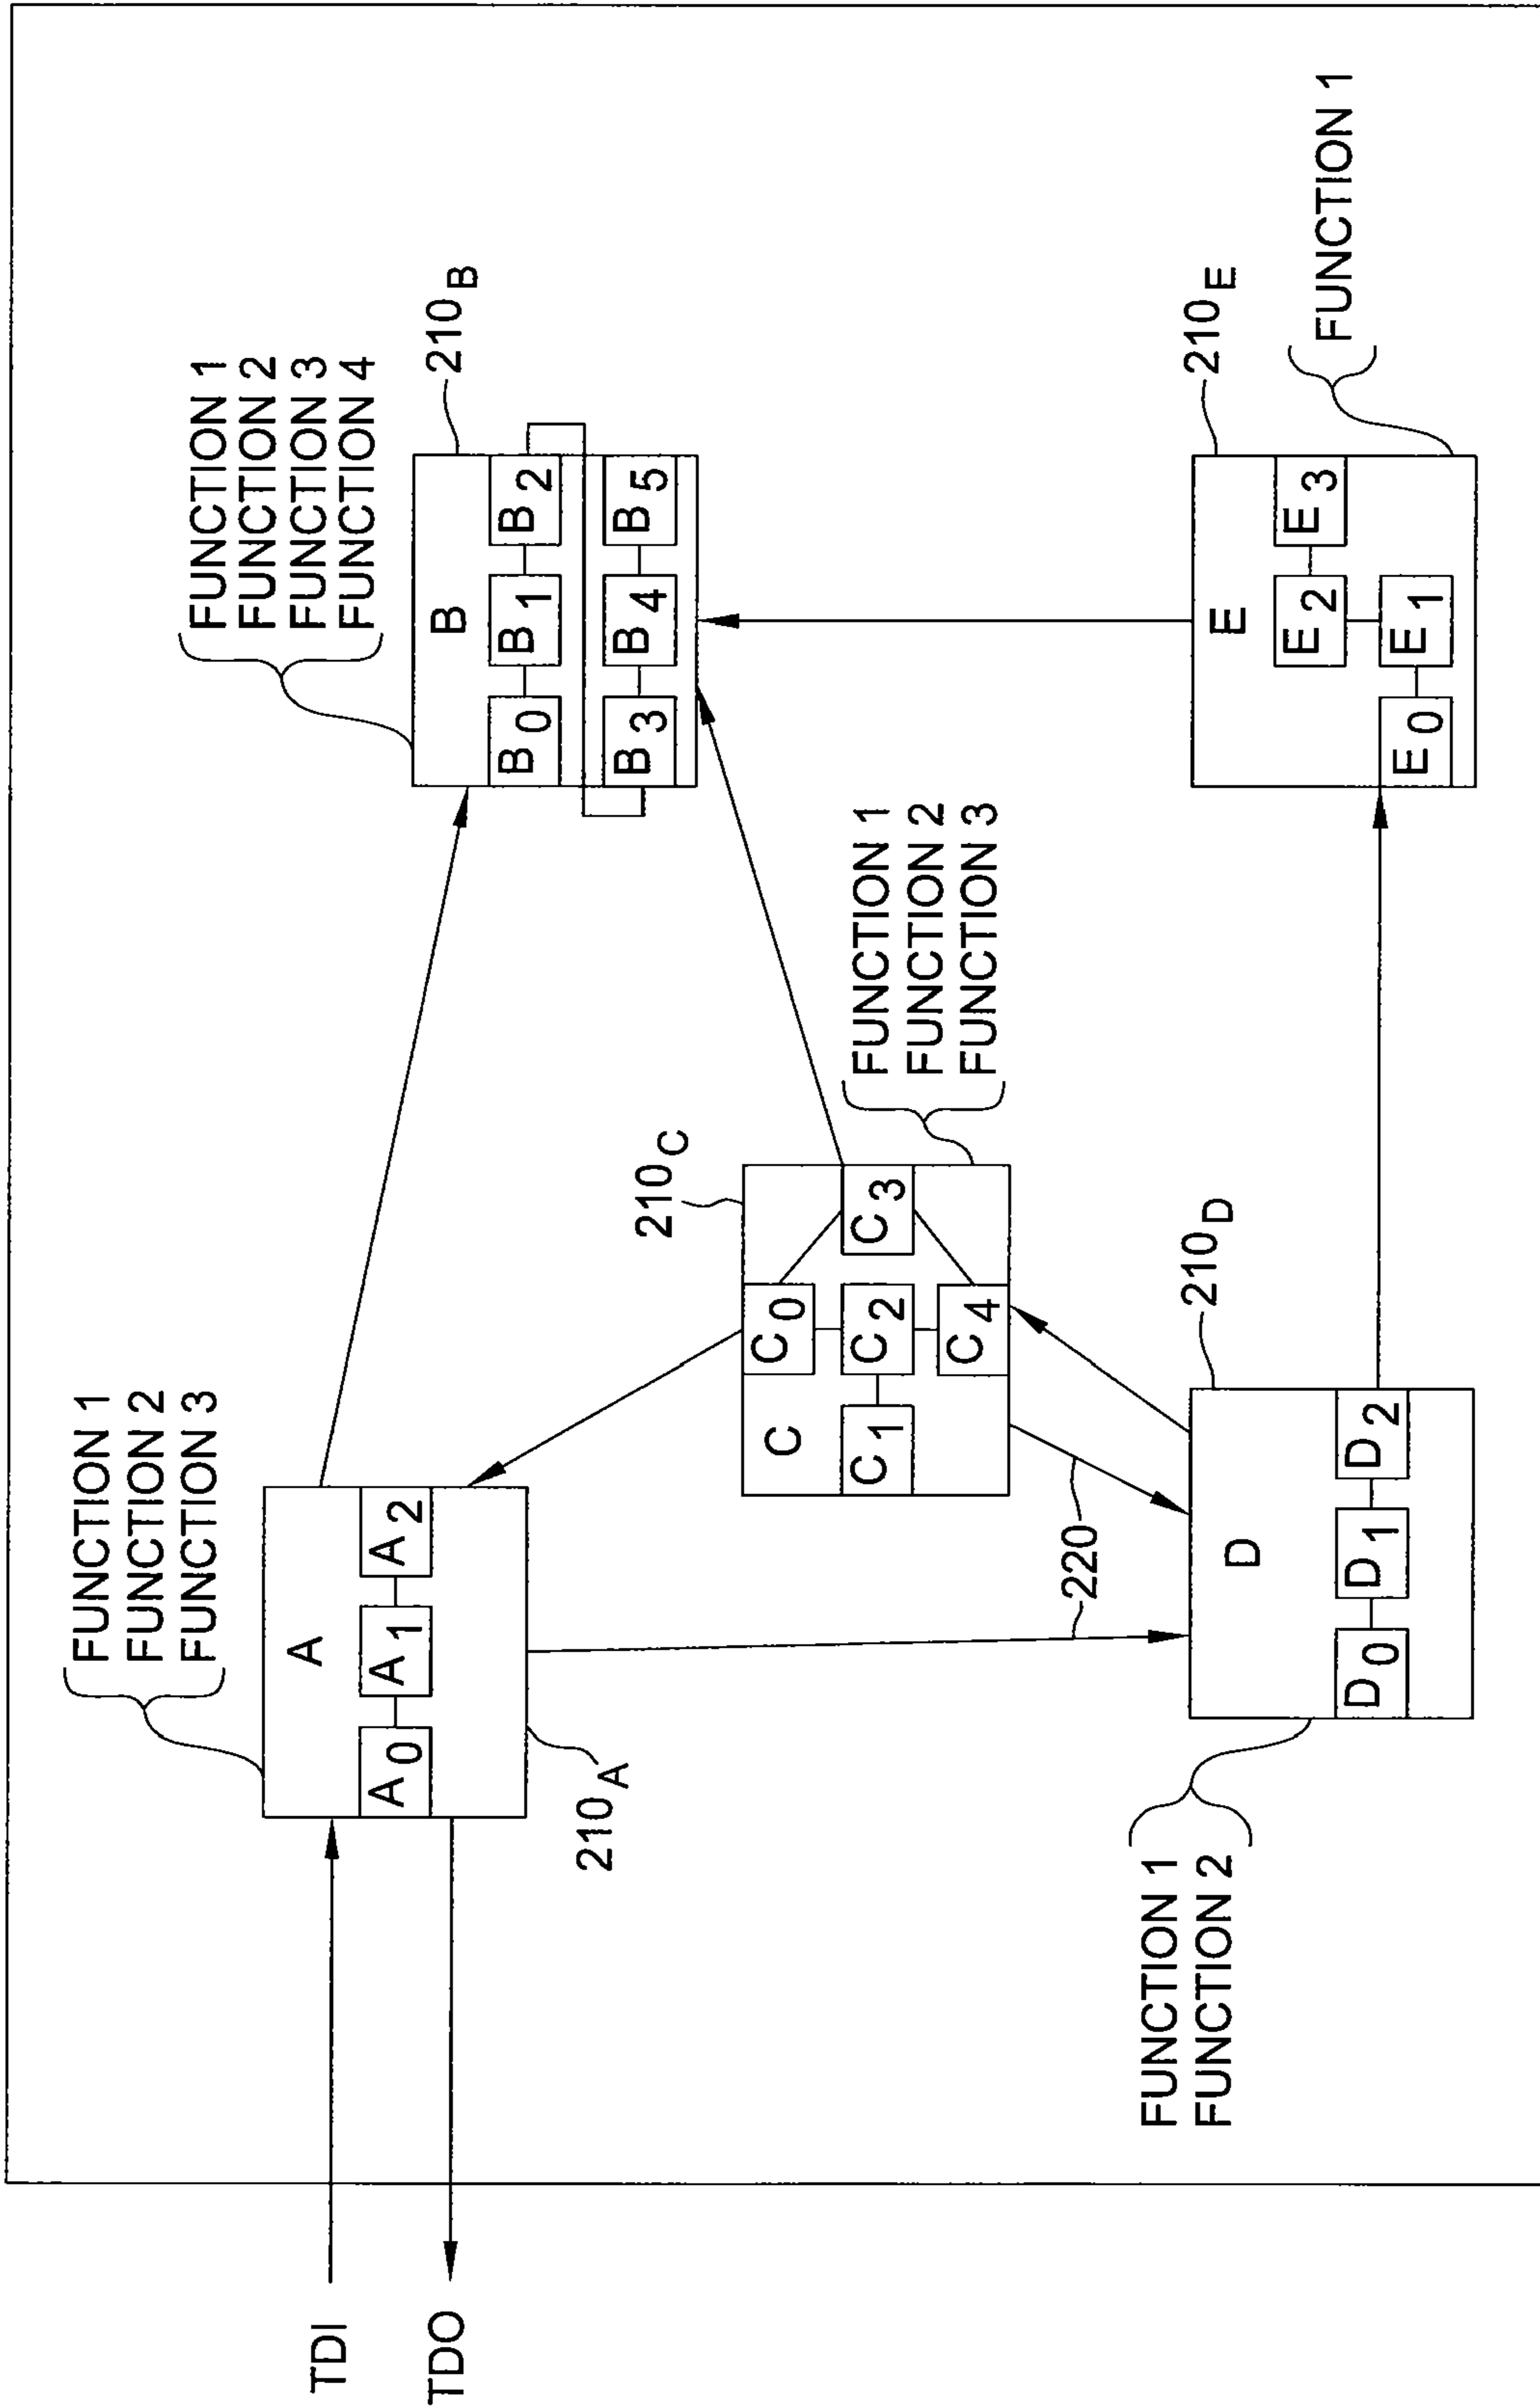 TDI
TDO
FUNCTION 1
FUNCTION 2
FUNCTION 3
A
A0 A1 A2
210A
FUNCTION 1
FUNCTION 2
FUNCTION 3
FUNCTION 4
B
B0 B1 B2
B3 B4 B5
210B
210C
C
C0
C1 C2 C3
C4
FUNCTION 1
FUNCTION 2
FUNCTION 3
220
FUNCTION 1
FUNCTION 2
D
D0 D1 D2
210D
210E
E
E2 E3
E0 E1
FUNCTION 1